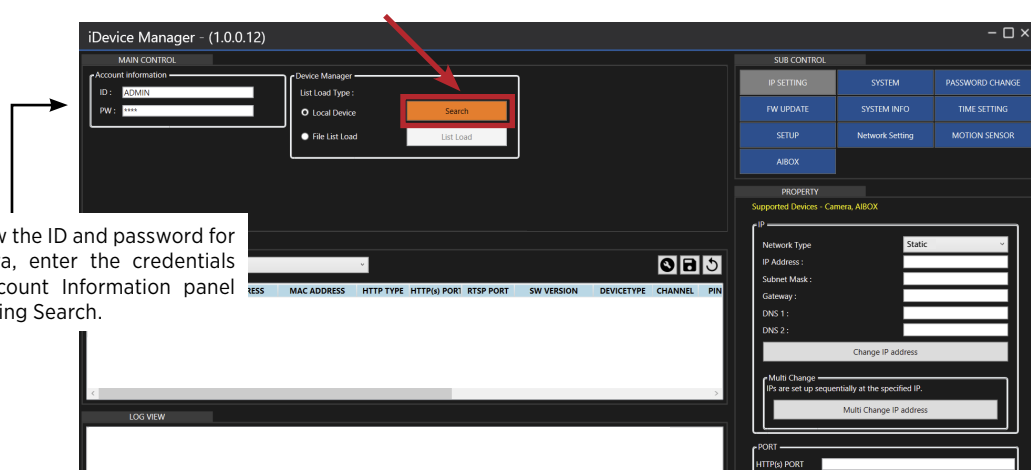 iDevice Manager - (1.0.0.12)
MAIN CONTROL
Account information
ID :
ADMIN
PW :
****
Device Manager
List Load Type :
Local Device
Search
File List Load
List Load
the ID and password for
enter the credentials
Information panel
Search.
MAC ADDRESS HTTP TYPE HTTP(s) PORT RTSP PORT SW VERSION DEVICETYPE CHANNEL PIN
LOG VIEW
SUB CONTROL
IP SETTING SYSTEM PASSWORD CHANGE
FW UPDATE SYSTEM INFO TIME SETTING
SETUP Network Setting MOTION SENSOR
AIBOX
PROPERTY
Supported Devices - Camera, AIBOX
IP
Network Type Static
IP Address :
Subnet Mask :
Gateway :
DNS 1 :
DNS 2 :
Change IP address
Multi Change
IPs are set up sequentially at the specified IP.
Multi Change IP address
PORT
HTTP(s) PORT